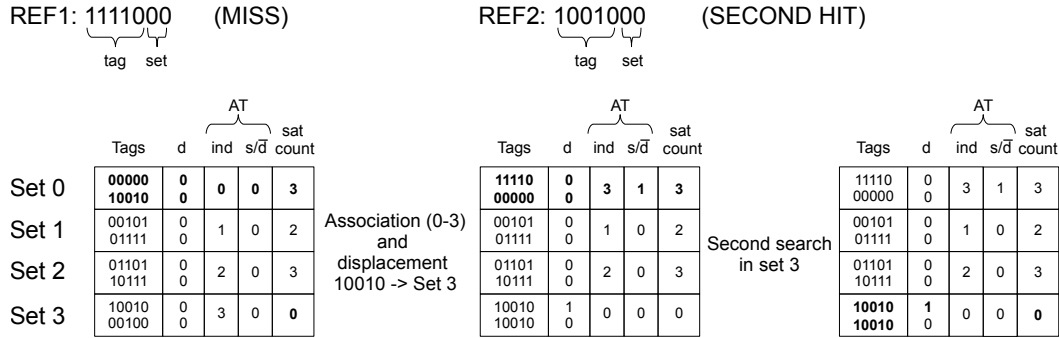 REF1: 1111000 (MISS)
tag set
REF2: 1001000 (SECOND HIT)
tag set
AT
Tags d ind s/d̅ sat count
Set 0 00000 0 0 0 3
10010 0
Set 1 00101 0 1 0 2
01111 0
Set 2 01101 0 2 0 3
10111 0
Set 3 10010 0 3 0 0
00100 0
Association (0-3)
and
displacement
10010 -> Set 3
AT
Tags d ind s/d̅ sat count
11110 0 3 1 3
00000 0
00101 0 1 0 2
01111 0
01101 0 2 0 3
10111 0
10010 1 0 0 0
10010 0
Second search
in set 3
AT
Tags d ind s/d̅ sat count
11110 0 3 1 3
00000 0
00101 0 1 0 2
01111 0
01101 0 2 0 3
10111 0
10010 1 0 0 0
10010 0